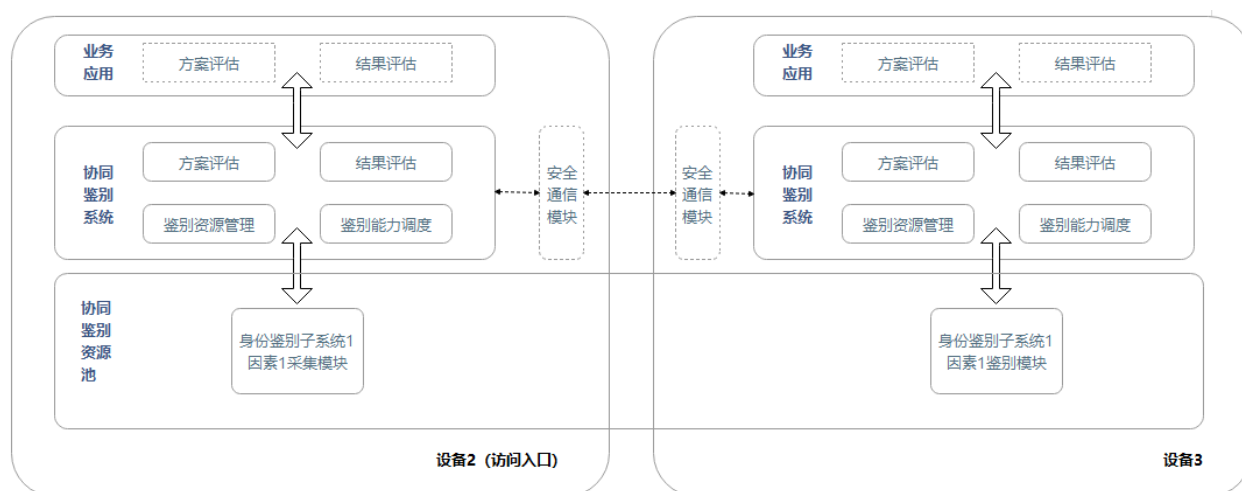 业务
应用
方案评估
结果评估
协同
鉴别
系统
方案评估
结果评估
鉴别资源管理
鉴别能力调度
安全
通信
模块
安全
通信
模块
业务
应用
方案评估
结果评估
协同
鉴别
系统
方案评估
结果评估
鉴别资源管理
鉴别能力调度
协同
鉴别
资源
池
身份鉴别子系统1
因素1采集模块
身份鉴别子系统1
因素1鉴别模块
设备2（访问入口）
设备3